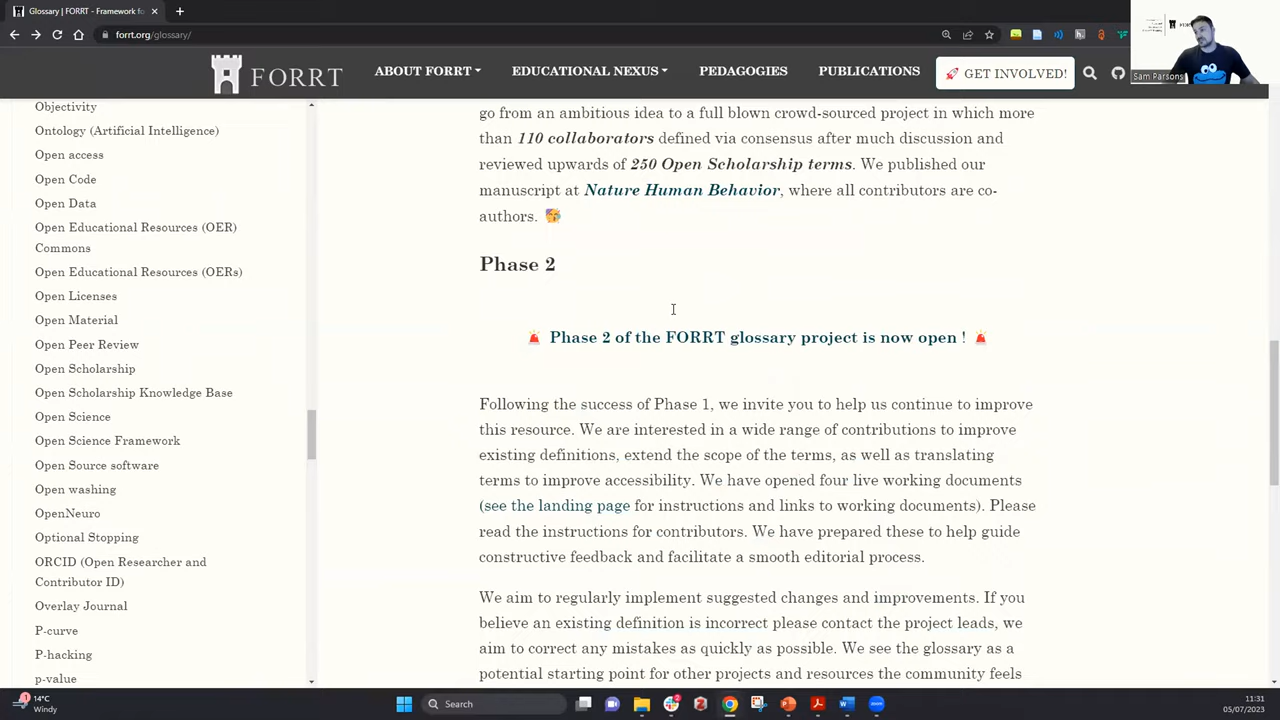 Glossary | FORRT - Framework fo
forrt.org/glossary/
FORRT
ABOUT FORRT
EDUCATIONAL NEXUS
PEDAGOGIES
PUBLICATIONS
🚀 GET INVOLVED!
Sam Parsons
Objectivity
Ontology (Artificial Intelligence)
Open access
Open Code
Open Data
Open Educational Resources (OER)
Commons
Open Educational Resources (OERs)
Open Licenses
Open Material
Open Peer Review
Open Scholarship
Open Scholarship Knowledge Base
Open Science
Open Science Framework
Open Source software
Open washing
OpenNeuro
Optional Stopping
ORCID (Open Researcher and
Contributor ID)
Overlay Journal
P-curve
P-hacking
p-value
go from an ambitious idea to a full blown crowd-sourced project in which more
than 110 collaborators defined via consensus after much discussion and
reviewed upwards of 250 Open Scholarship terms. We published our
manuscript at Nature Human Behavior, where all contributors are co-
authors. 🥳
Phase 2
🚨 Phase 2 of the FORRT glossary project is now open ! 🚨
Following the success of Phase 1, we invite you to help us continue to improve
this resource. We are interested in a wide range of contributions to improve
existing definitions, extend the scope of the terms, as well as translating
terms to improve accessibility. We have opened four live working documents
(see the landing page for instructions and links to working documents). Please
read the instructions for contributors. We have prepared these to help guide
constructive feedback and facilitate a smooth editorial process.
We aim to regularly implement suggested changes and improvements. If you
believe an existing definition is incorrect please contact the project leads, we
aim to correct any mistakes as quickly as possible. We see the glossary as a
potential starting point for other projects and resources the community feels
1
14°C
Windy
Search
2
11:31
05/07/2023